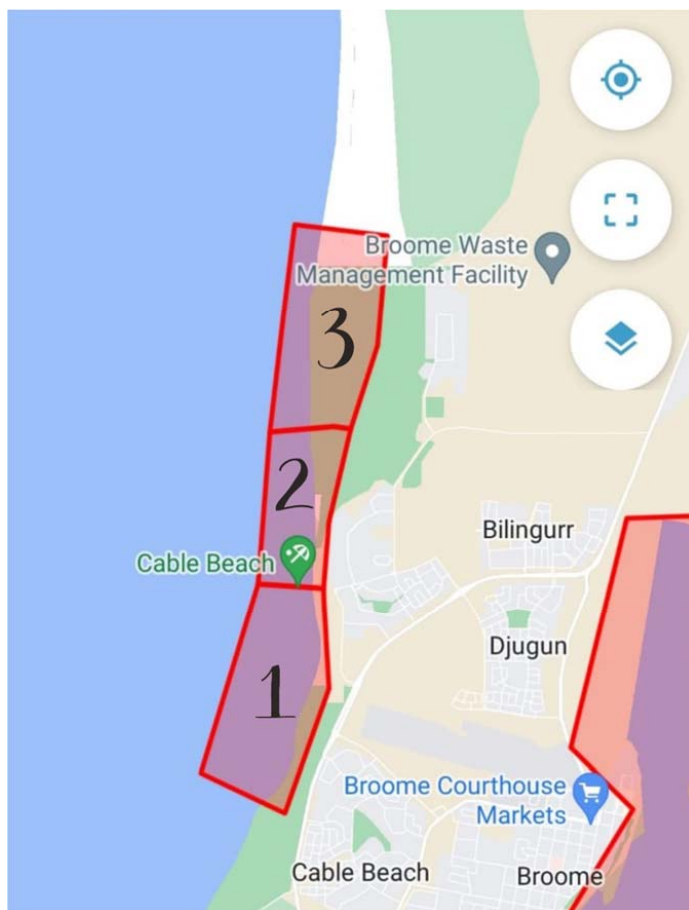 Broome Waste
Management Facility
3
2
Cable Beach
Bilingurr
Djugun
1
Broome Courthouse
Markets
Cable Beach
Broome